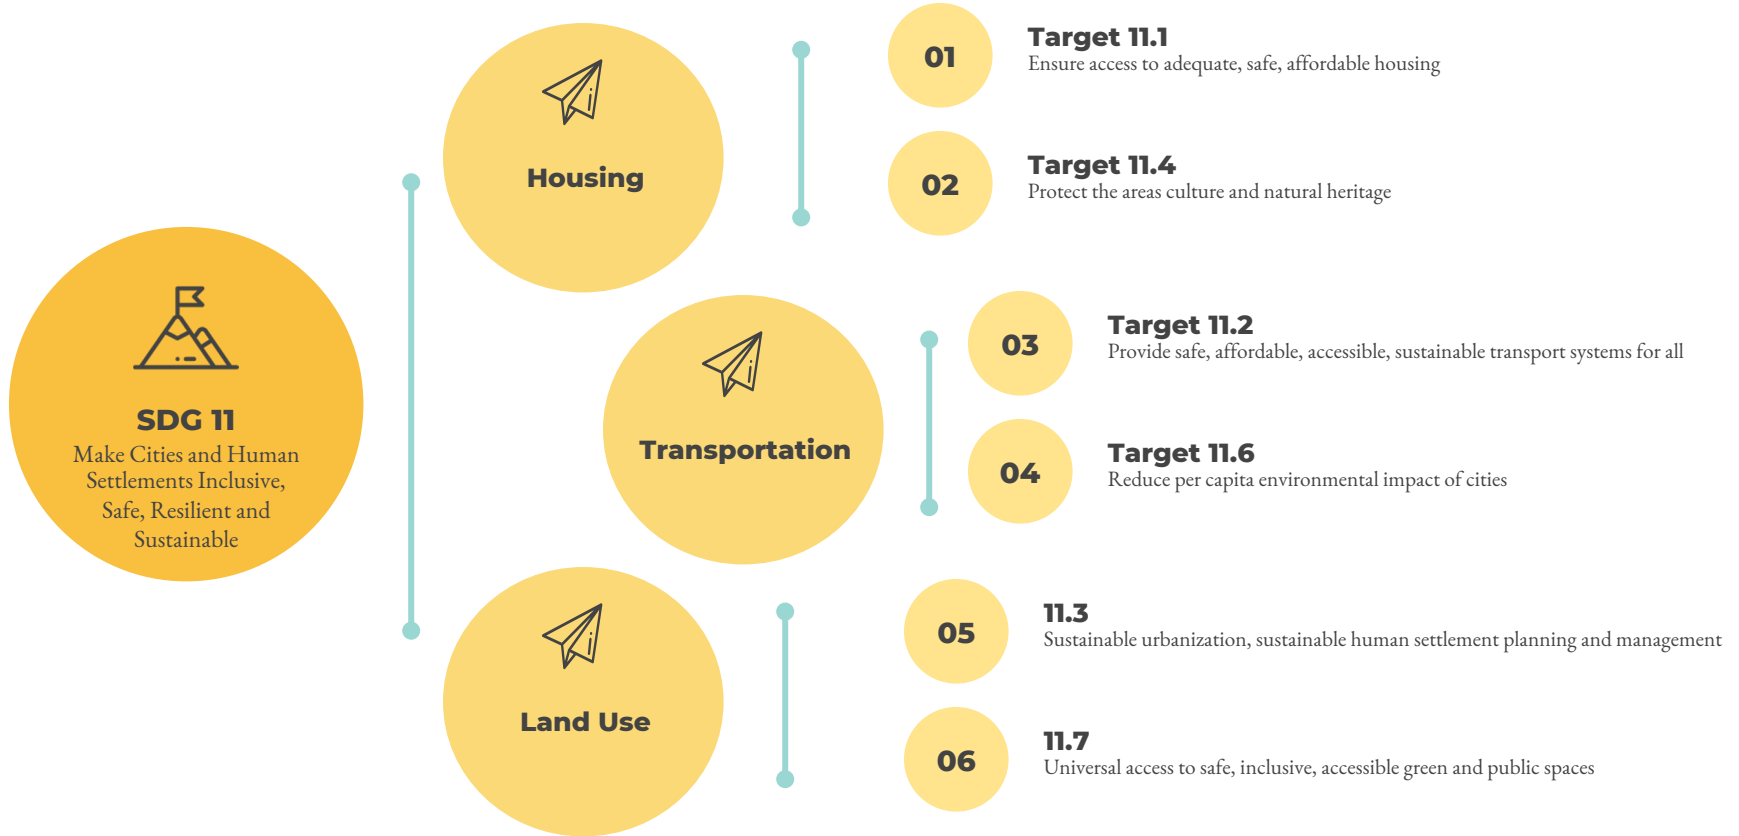 SDG 11
Make Cities and Human
Settlements Inclusive,
Safe, Resilient and
Sustainable
Housing
01
Target 11.1
Ensure access to adequate, safe, affordable housing
02
Target 11.4
Protect the areas culture and natural heritage
Transportation
03
Target 11.2
Provide safe, affordable, accessible, sustainable transport systems for all
04
Target 11.6
Reduce per capita environmental impact of cities
Land Use
05
11.3
Sustainable urbanization, sustainable human settlement planning and management
06
11.7
Universal access to safe, inclusive, accessible green and public spaces